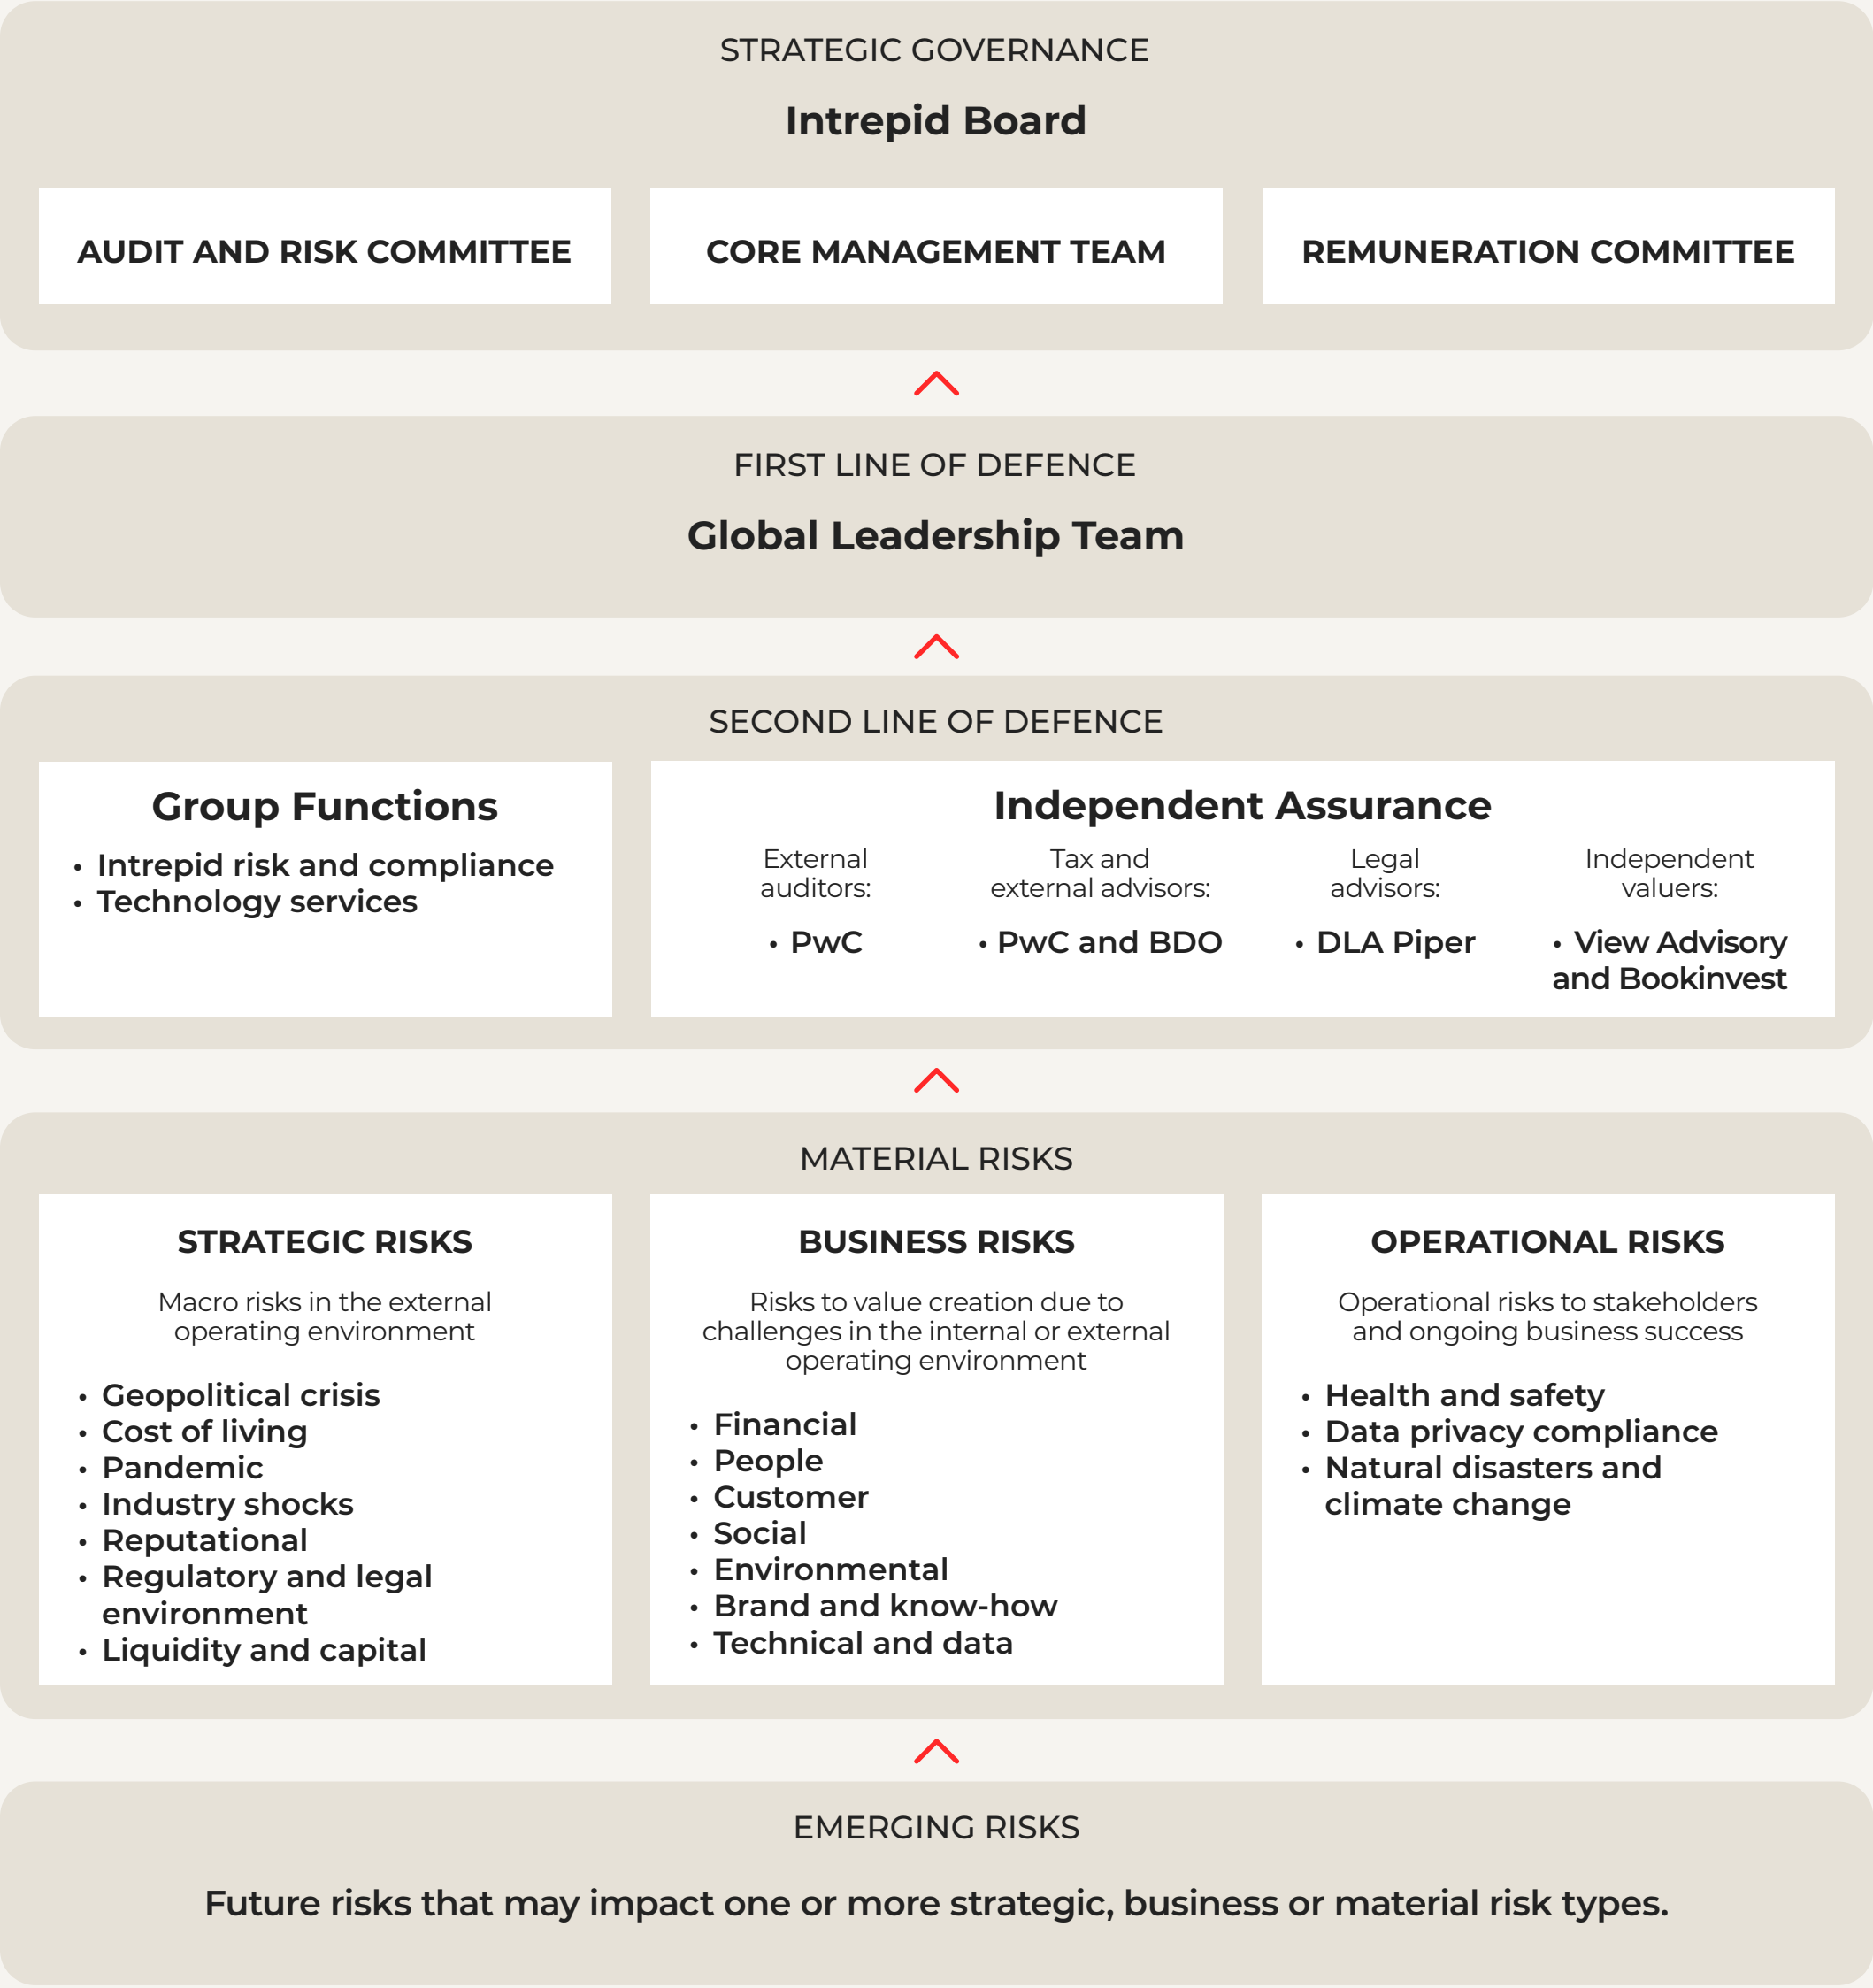 STRATEGIC GOVERNANCE
Intrepid Board
AUDIT AND RISK COMMITTEE
CORE MANAGEMENT TEAM
REMUNERATION COMMITTEE
FIRST LINE OF DEFENCE
Global Leadership Team
SECOND LINE OF DEFENCE
Group Functions
• Intrepid risk and compliance
• Technology services
Independent Assurance
External
auditors:
• PwC
Tax and
external advisors:
• PwC and BDO
Legal
advisors:
• DLA Piper
Independent
valuers:
• View Advisory
and Bookinvest
MATERIAL RISKS
STRATEGIC RISKS
Macro risks in the external
operating environment
• Geopolitical crisis
• Cost of living
• Pandemic
• Industry shocks
• Reputational
• Regulatory and legal
environment
• Liquidity and capital
BUSINESS RISKS
Risks to value creation due to
challenges in the internal or external
operating environment
• Financial
• People
• Customer
• Social
• Environmental
• Brand and know-how
• Technical and data
OPERATIONAL RISKS
Operational risks to stakeholders
and ongoing business success
• Health and safety
• Data privacy compliance
• Natural disasters and
climate change
EMERGING RISKS
Future risks that may impact one or more strategic, business or material risk types.